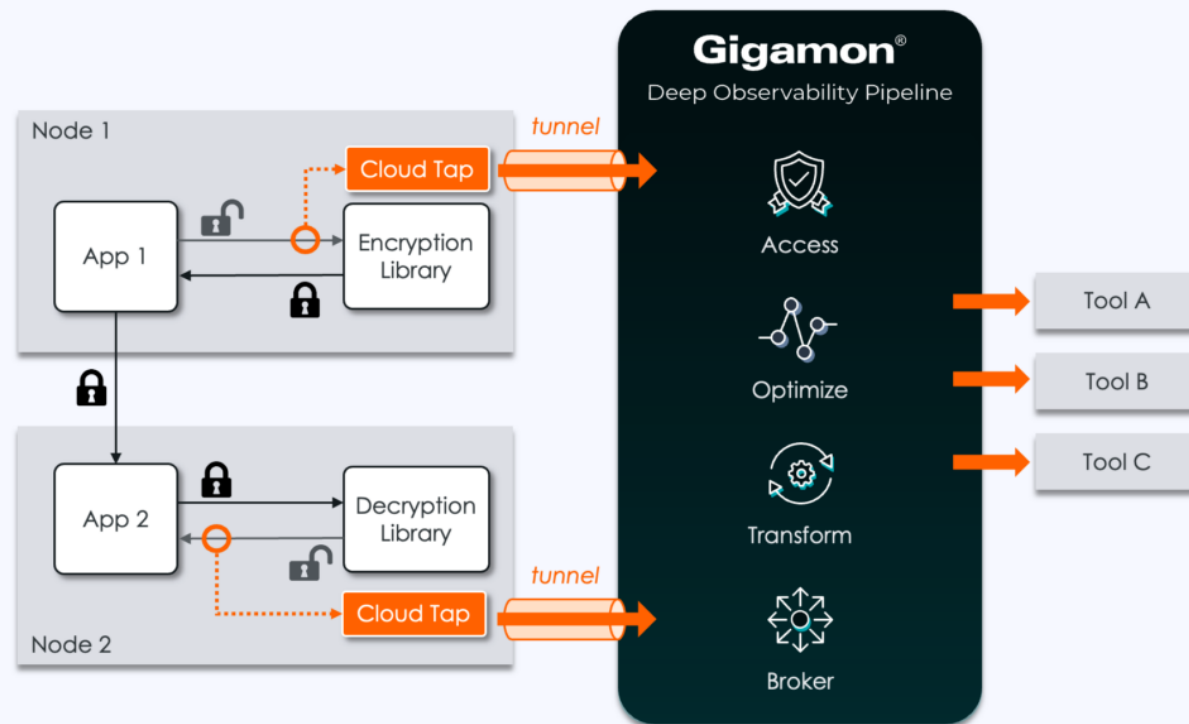 Gigamon®
Deep Observability Pipeline
Node 1
tunnel
Cloud Tap
App 1
Encryption
Library
Access
Tool A
Optimize
Tool B
Tool C
App 2
Decryption
Library
Transform
tunnel
Cloud Tap
Node 2
Broker